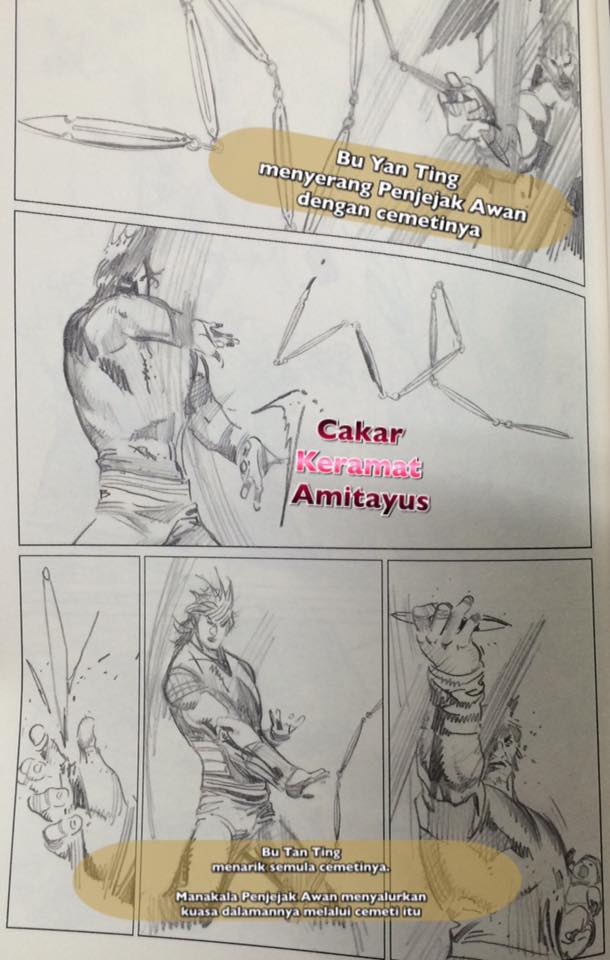 Bu Yan Ting
menyerang Penjejak Awan
dengan cemetinya
Cakar
Keramat
Amitayus
Bu Tan Ting
menarik semula cemetinya.
Manakala Penjejak Awan menyalurkan
kuasa dalamannya melalui cemeti itu